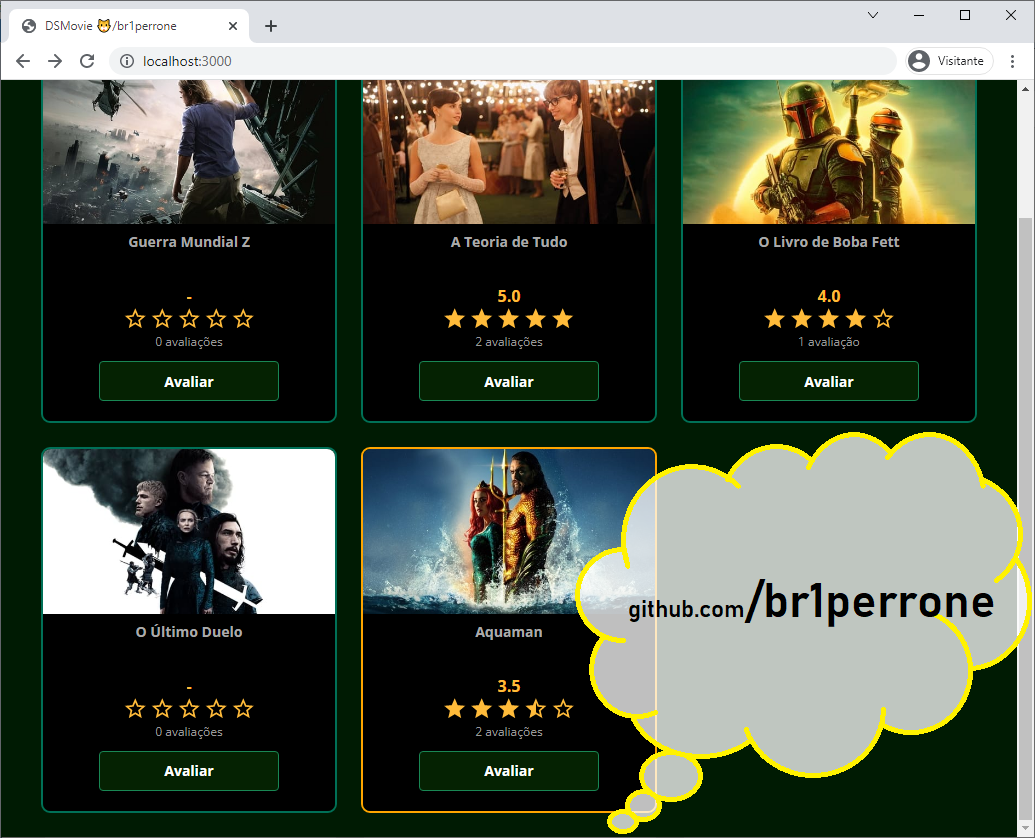 DSMovie 🐯/br1perrone
localhost:3000
Visitante
Guerra Mundial Z
-
0 avaliações
Avaliar
A Teoria de Tudo
5.0
2 avaliações
Avaliar
O Livro de Boba Fett
4.0
1 avaliação
Avaliar
O Último Duelo
-
0 avaliações
Avaliar
Aquaman
3.5
2 avaliações
Avaliar
github.com/br1perrone